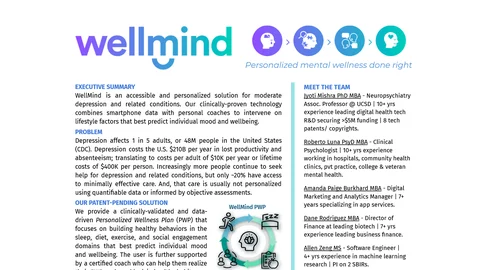 wellmind
Personalized mental wellness done right
EXECUTIVE SUMMARY
WellMind is an accessible and personalized solution for moderate
depression and related conditions. Our clinically-proven technology
combines smartphone data with personal coaches to intervene on
lifestyle factors that best predict individual mood and wellbeing.
PROBLEM
Depression affects 1 in 5 adults, or 48M people in the United States
(CDC). Depression costs the U.S. $210B per year in lost productivity and
absenteeism; translating to costs per adult of $10K per year or lifetime
costs of $400K per person. Increasingly more people continue to seek
help for depression and related conditions, but only ~20% have access
to minimally effective care. And, that care is usually not personalized
using quantifiable data or informed by objective assessments.
OUR PATENT-PENDING SOLUTION
We provide a clinically-validated and data-
driven Personalized Wellness Plan (PWP) that
focuses on building healthy behaviors in the
sleep, diet, exercise, and social engagement
domains that best predict individual mood
and wellbeing. The user is further supported
by a certified coach who can help them realize
WellMind PWP
MEET THE TEAM
Jyoti Mishra PhD MBA - Neuropsychiatry
Assoc. Professor @ UCSD | 10+ yrs
experience leading digital health tech
R&D securing >$5M funding | 8 tech
patents/ copyrights.
Roberto Luna PsyD MBA - Clinical
Psychologist | 10+ yrs experience
working in hospitals, community health
clinics, pvt practice, college & veteran
mental health.
Amanda Paige Burkhard MBA - Digital
Marketing and Analytics Manager | 7+
years specializing in app services.
Dane Rodriguez MBA - Director of
Finance at leading biotech | 7+ yrs
experience leading business finance.
Allen Zeng MS - Software Engineer |
4+ yrs experience in machine learning
research | PI on 2 SBIRs.